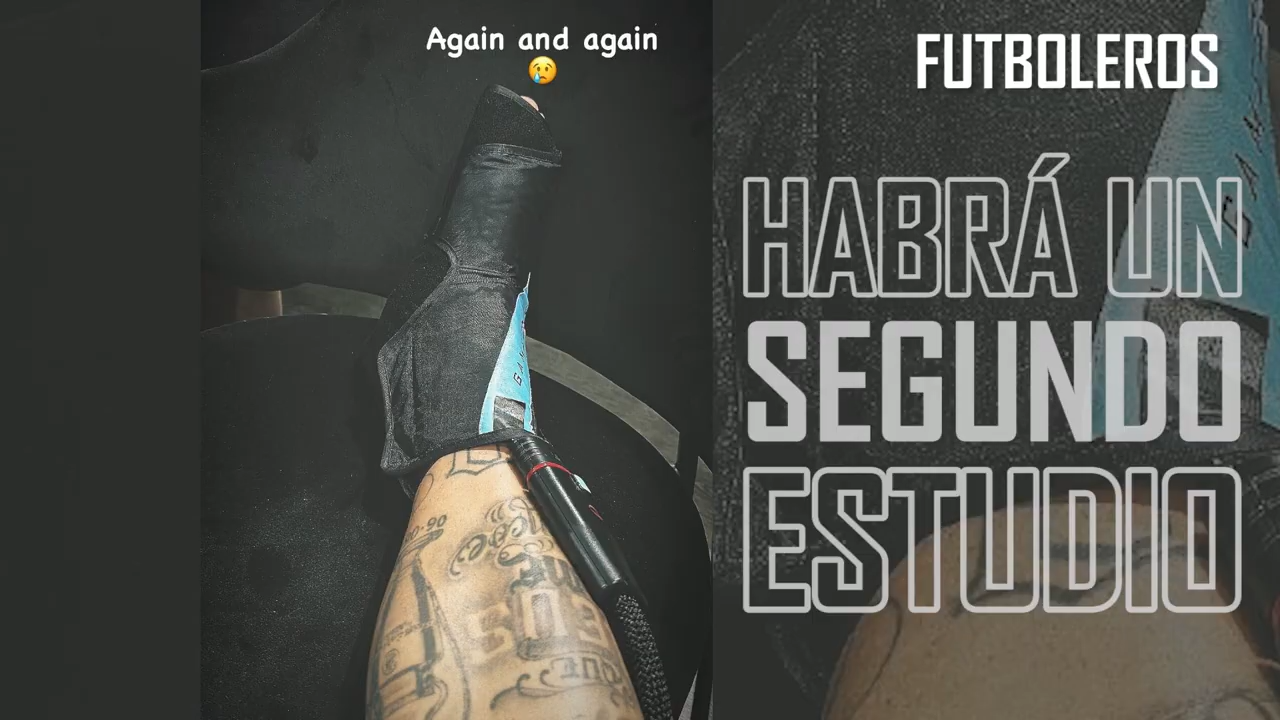 Again and again
😢
FUTBOLEROS
HABRÁ UN
SEGUNDO
ESTUDIO